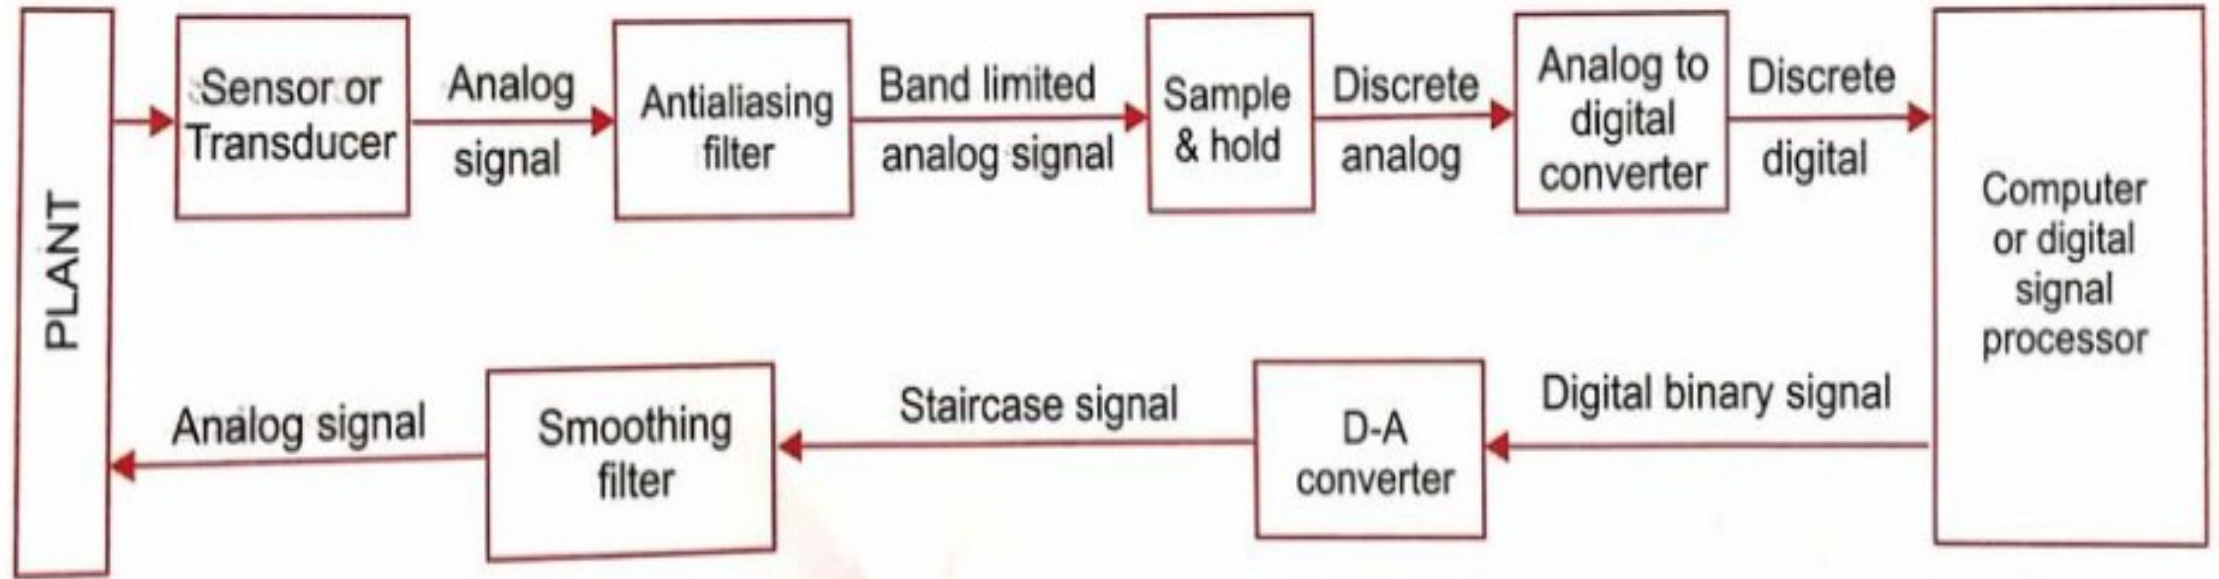 PLANT
Sensor or
Transducer
Analog
signal
Antialiasing
filter
Band limited
analog signal
Sample
& hold
Discrete
analog
Analog to
digital
converter
Discrete
digital
Computer
or digital
signal
processor
Digital binary signal
D-A
converter
Staircase signal
Smoothing
filter
Analog signal